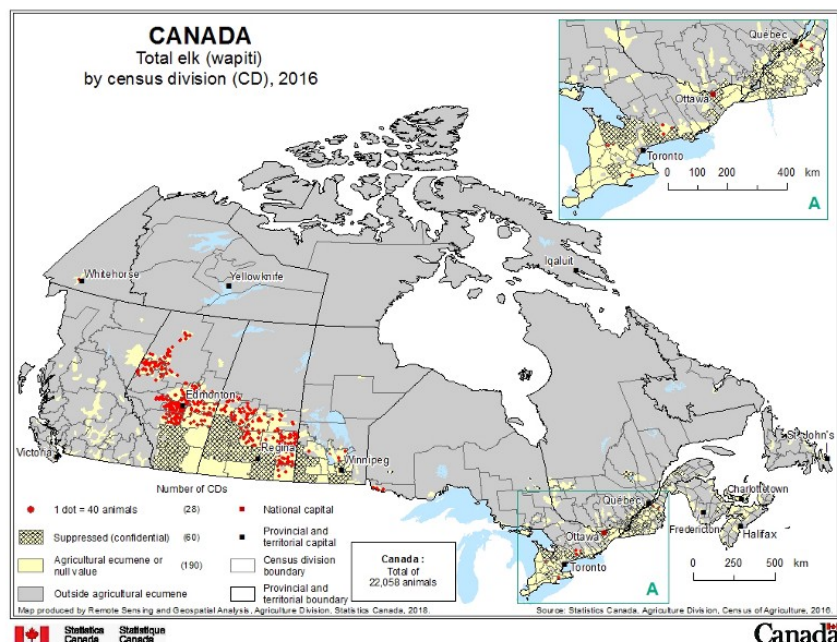 CANADA
Total elk (wapiti)
by census division (CD), 2016
Québec
Ottawa
Toronto
0 100 200 400 km
A
Whitehorse
Yellowknife
Iqaluit
Edmonton
Regina
Winnipeg
Victoria
St. John's
Charlottetown
Québec
Fredericton
Halifax
Ottawa
Toronto
A
0 250 500 km
Number of CDs
1 dot = 40 animals (28)
National capital
Suppressed (confidential) (60)
Provincial and
territorial capital
Agricultural ecumene or
null value (190)
Census division
boundary
Outside agricultural ecumene
Provincial and
territorial boundary
Canada :
Total of
22,058 animals
Map produced by Remote Sensing and Geospatial Analysis, Agriculture Division, Statistics Canada, 2018.
Source: Statistics Canada, Agriculture Division, Census of Agriculture, 2016.
Statistics Statistique
Canada Canada
Canada